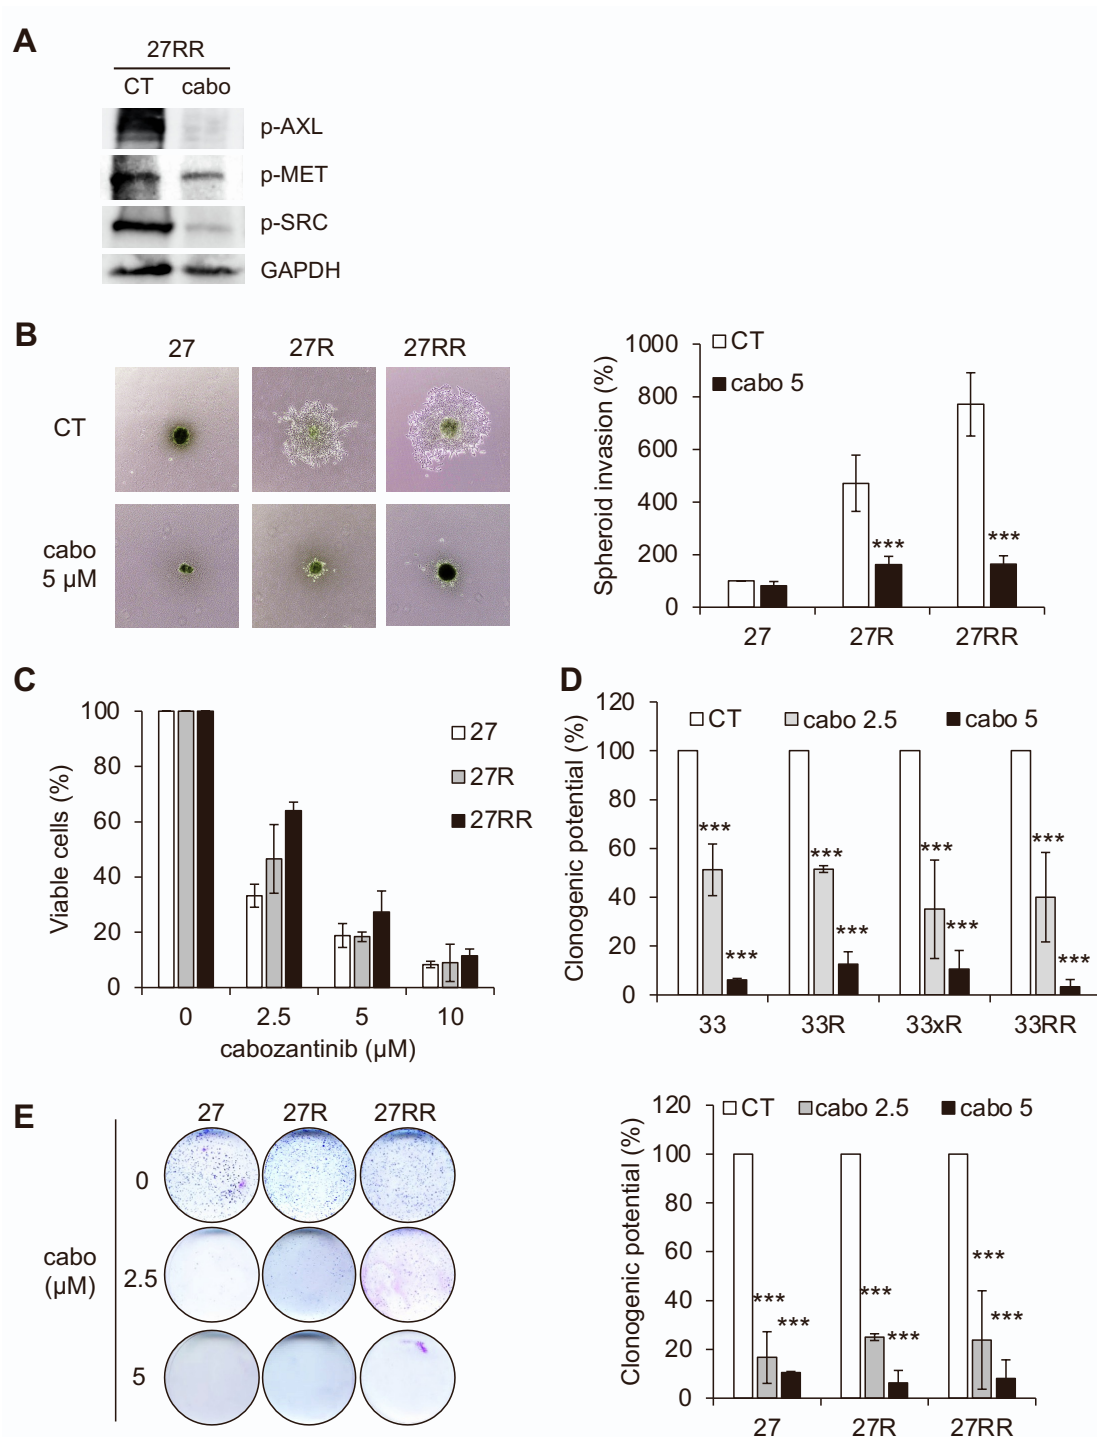 A
27RR
CT cabo
p-AXL
p-MET
p-SRC
GAPDH
B
27 27R 27RR
CT
cabo
5 µM
Spheroid invasion (%)
1000
800
600
400
200
0
CT
cabo 5
***
***
27 27R 27RR
C
Viable cells (%)
100
80
60
40
20
0
27
27R
27RR
0 2.5 5 10
cabozantinib (µM)
D
Clonogenic potential (%)
120
100
80
60
40
20
0
CT cabo 2.5 cabo 5
*** *** *** ***
*** *** *** ***
33 33R 33xR 33RR
E
27 27R 27RR
cabo
(µM)
0
2.5
5
Clonogenic potential (%)
120
100
80
60
40
20
0
CT cabo 2.5 cabo 5
*** *** ***
*** *** ***
27 27R 27RR